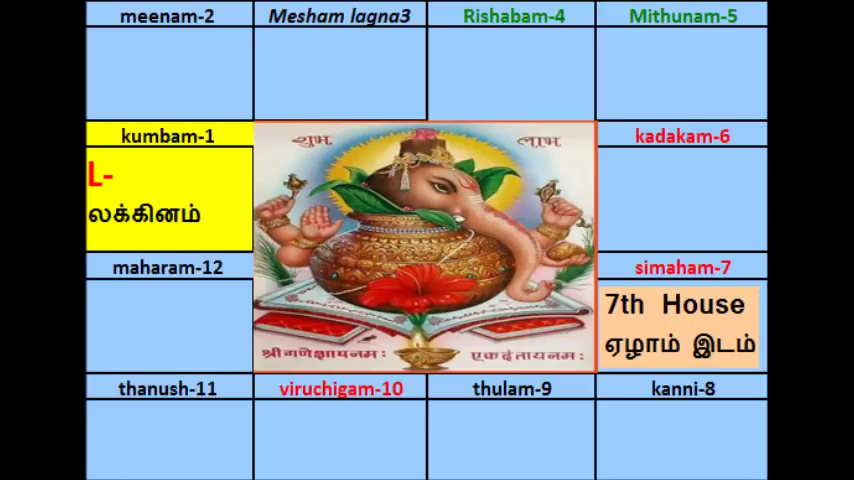 meenam-2
Mesham lagna3
Rishabam-4
Mithunam-5
kumbam-1
शुभ
लाभ
kadakam-6
L-
லக்கினம்
maharam-12
simaham-7
7th House
ஏழாம் இடம்
thanush-11
viruchigam-10
thulam-9
kanni-8